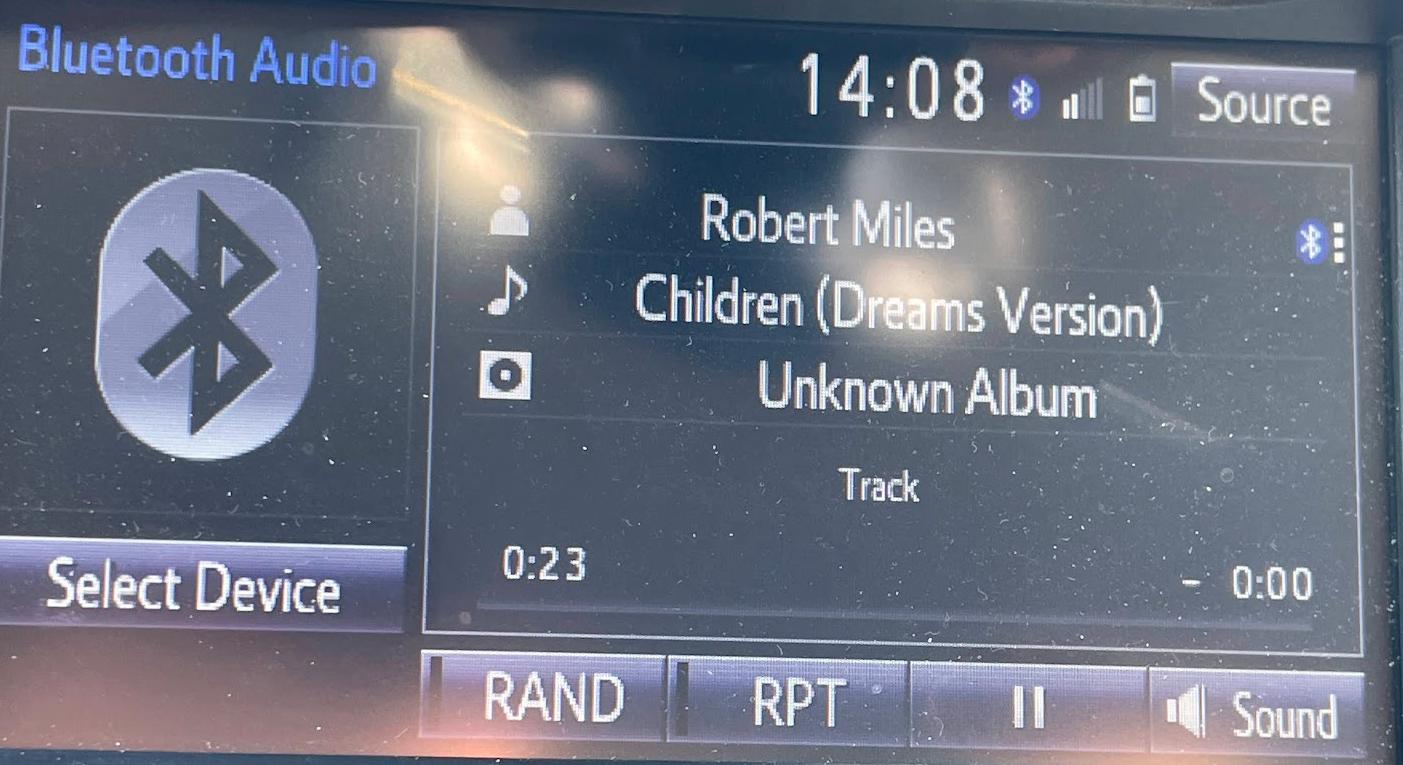 Bluetooth Audio
14:08
Source
Robert Miles
Children (Dreams Version)
Unknown Album
Track
0:23
- 0:00
Select Device
RAND
RPT
Sound